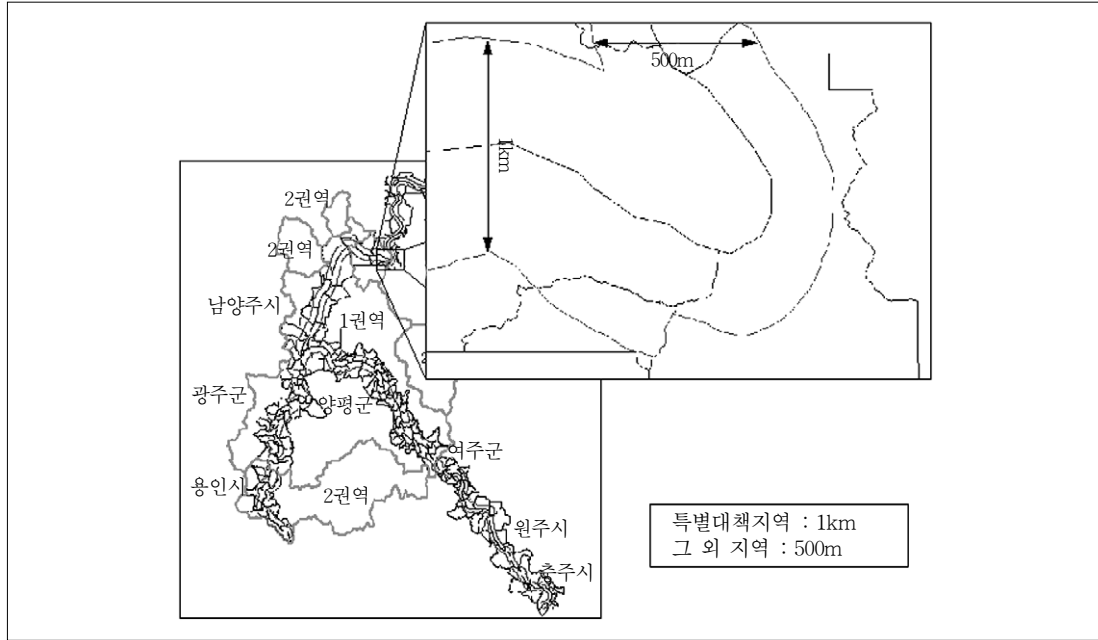 500m
1km
2권역
2권역
남양주시
1권역
광주군
양평군
여주군
용인시
2권역
원주시
충주시
특별대책지역 : 1km
그 외 지역 : 500m